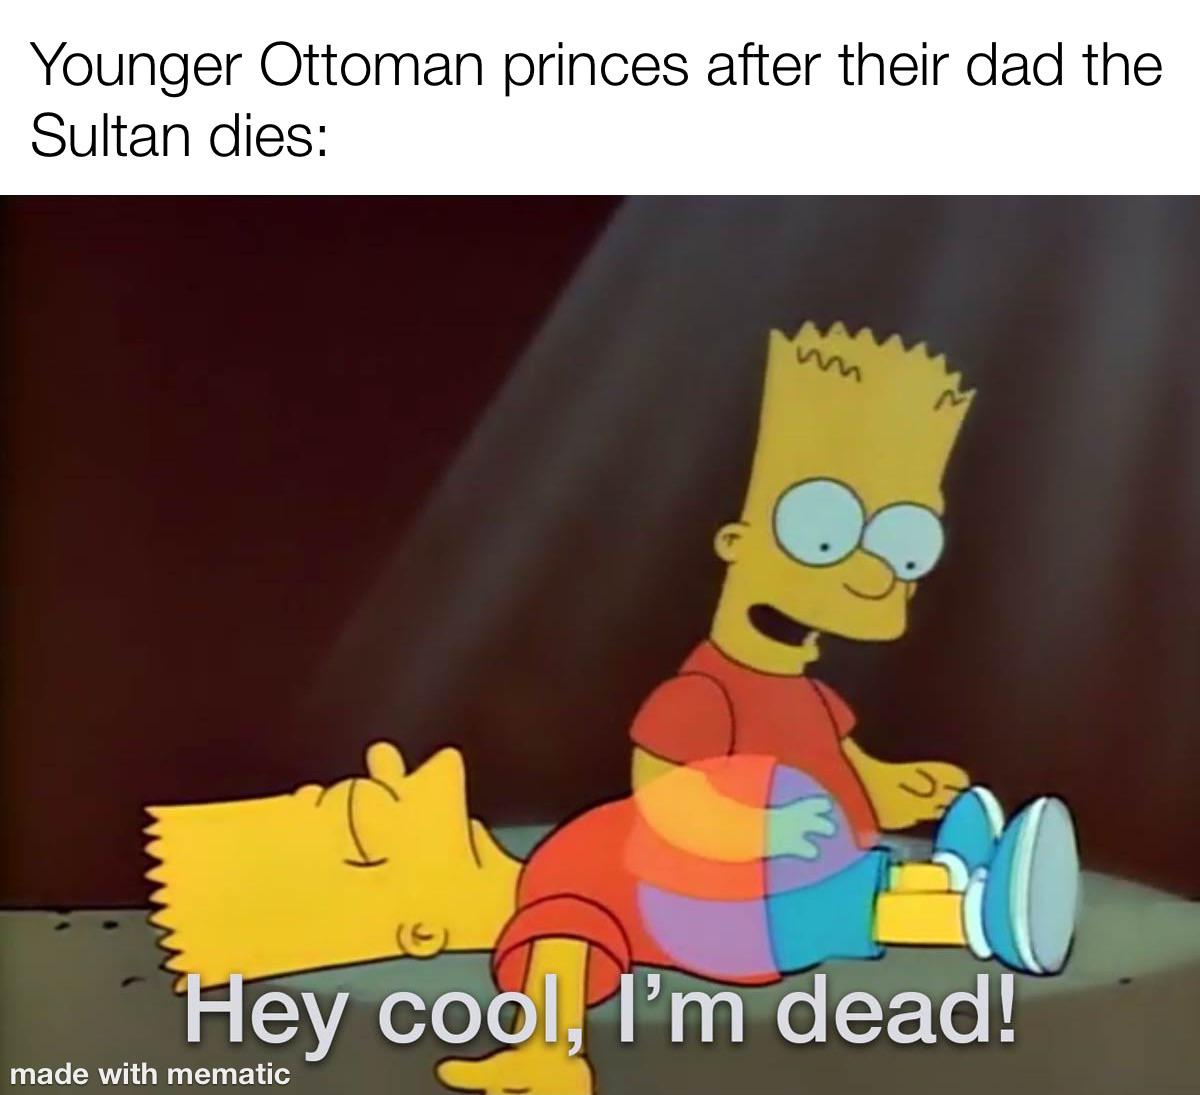 Younger Ottoman princes after their dad the
Sultan dies:
Hey cool, I’m dead!
made with mematic